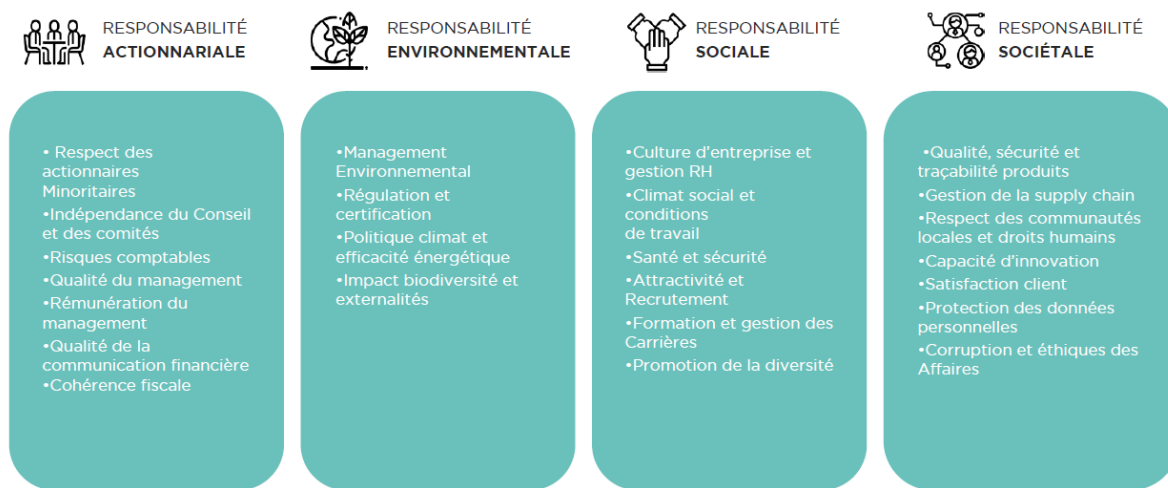 RESPONSABILITÉ
ACTIONNARIALE
• Respect des
actionnaires
Minoritaires
•Indépendance du Conseil
et des comités
•Risques comptables
•Qualité du management
•Rémunération du
management
•Qualité de la
communication financière
•Cohérence fiscale
RESPONSABILITÉ
ENVIRONNEMENTALE
•Management
Environnemental
•Régulation et
certification
•Politique climat et
efficacité énergétique
•Impact biodiversité et
externalités
RESPONSABILITÉ
SOCIALE
•Culture d'entreprise et
gestion RH
•Climat social et
conditions
de travail
•Santé et sécurité
•Attractivité et
Recrutement
•Formation et gestion des
Carrières
•Promotion de la diversité
RESPONSABILITÉ
SOCIÉTALE
•Qualité, sécurité et
traçabilité produits
•Gestion de la supply chain
•Respect des communautés
locales et droits humains
•Capacité d'innovation
•Satisfaction client
•Protection des données
personnelles
•Corruption et éthiques des
Affaires